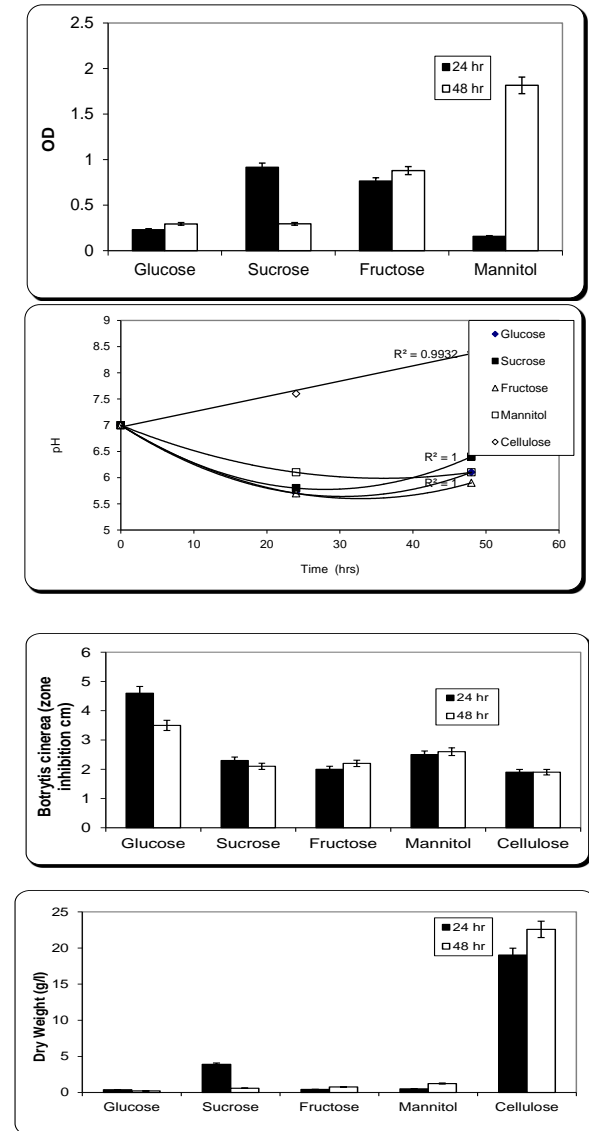 2.5
2
1.5
1
0.5
0
OD
24 hr
48 hr
Glucose Sucrose Fructose Mannitol
9
8.5
8
7.5
7
6.5
6
5.5
5
pH
R² = 0.9932
R² = 1
R² = 1
Glucose
Sucrose
Fructose
Mannitol
Cellulose
0 10 20 30 40 50 60
Time (hrs)
6
5
4
3
2
1
0
Botrytis cinerea (zone
inhibition cm)
24 hr
48 hr
Glucose Sucrose Fructose Mannitol Cellulose
25
20
15
10
5
0
Dry Weight (g/l)
24 hr
48 hr
Glucose Sucrose Fructose Mannitol Cellulose